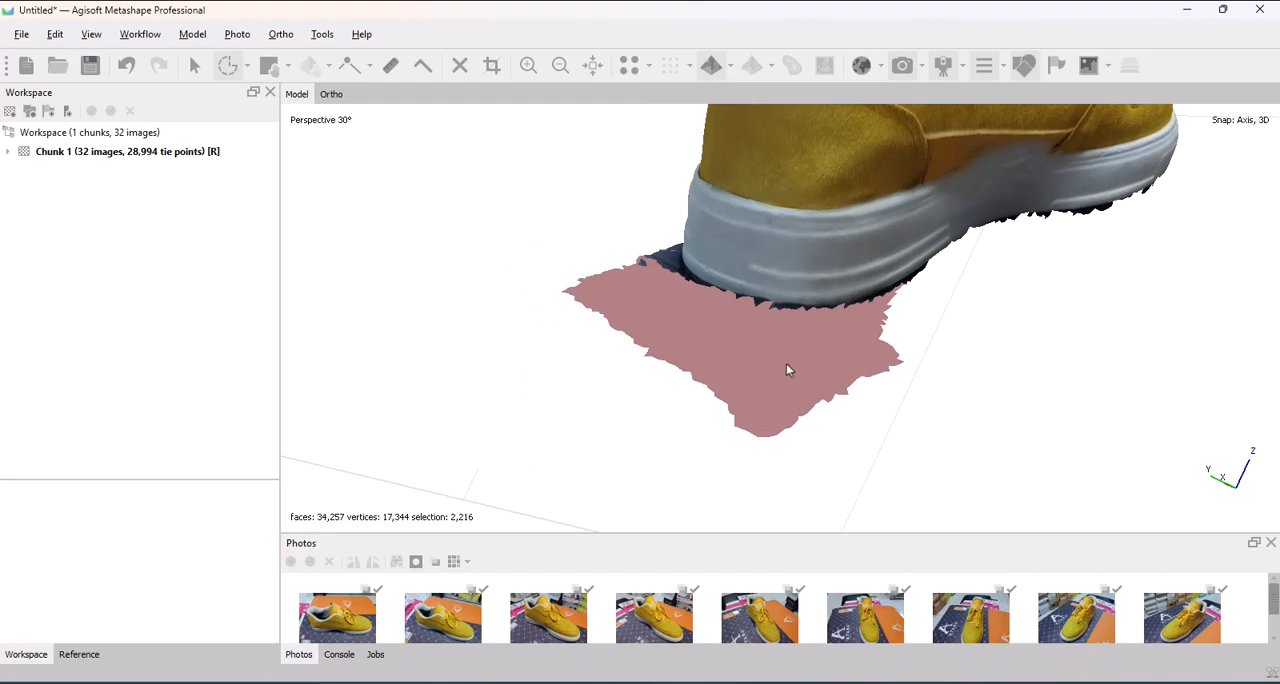 Untitled* — Agisoft Metashape Professional
File Edit View Workflow Model Photo Ortho Tools Help
Workspace
Workspace (1 chunks, 32 images)
Chunk 1 (32 images, 28,994 tie points) [R]
Model Ortho
Perspective 30°
Snap: Axis, 3D
Z
Y
X
faces: 34,257 vertices: 17,344 selection: 2,216
Photos
Workspace Reference
Photos Console Jobs